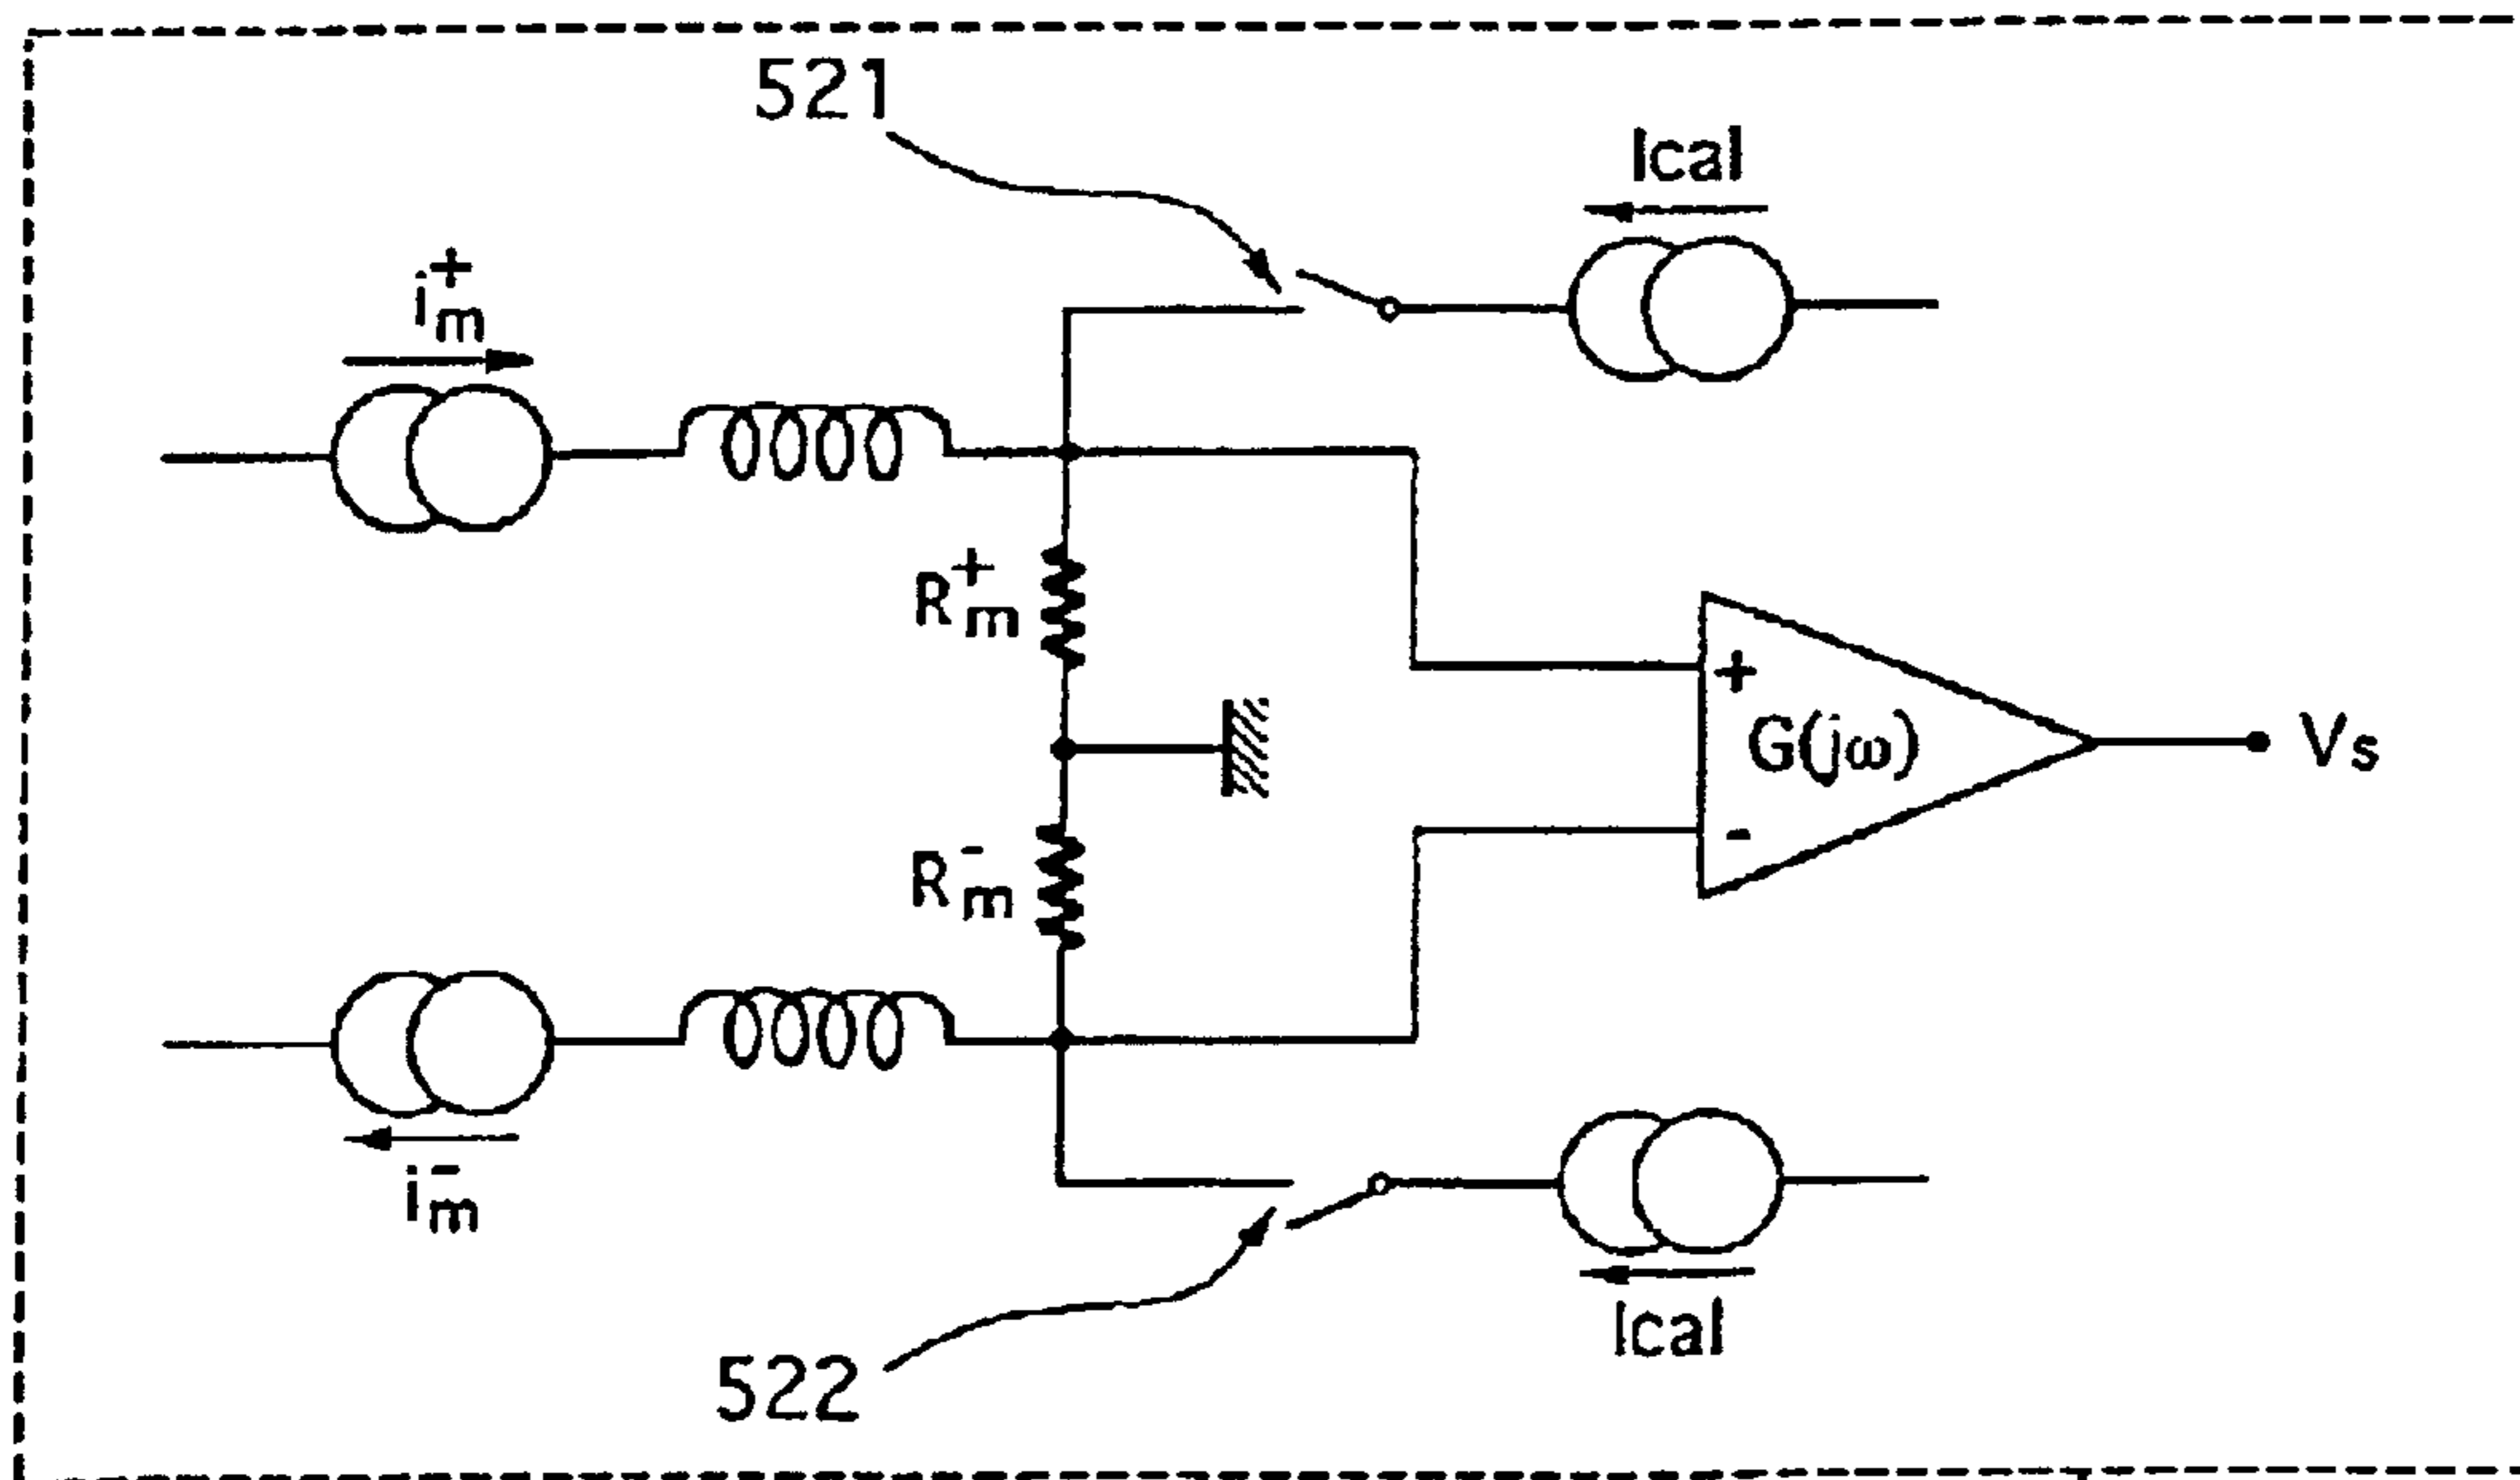 521
Ical
i+m
R+m
+
G(jω)
Vs
-
R-m
i-m
Ical
522